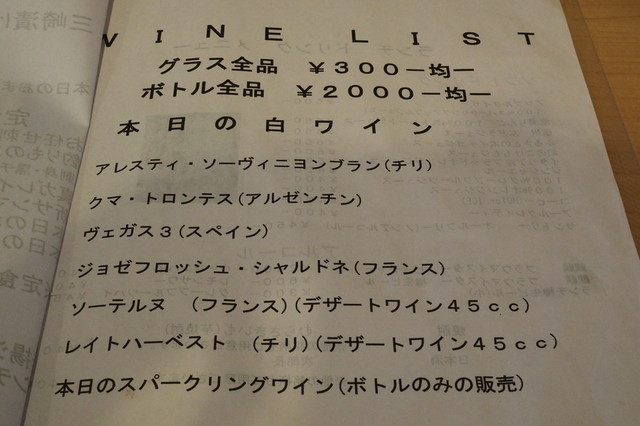 VINE LIST
グラス全品　￥300均一
ボトル全品　￥2000均一
本日の白ワイン
アレスティ・ソーヴィニヨンブラン(チリ)
クマ・トロンテス(アルゼンチン)
ヴェガス3(スペイン)
ジョゼフロッシュ・シャルドネ(フランス)
ソーテルヌ　(フランス)(デザートワイン45cc)
レイトハーベスト　(チリ)(デザートワイン45cc)
本日のスパークリングワイン(ボトルのみの販売)